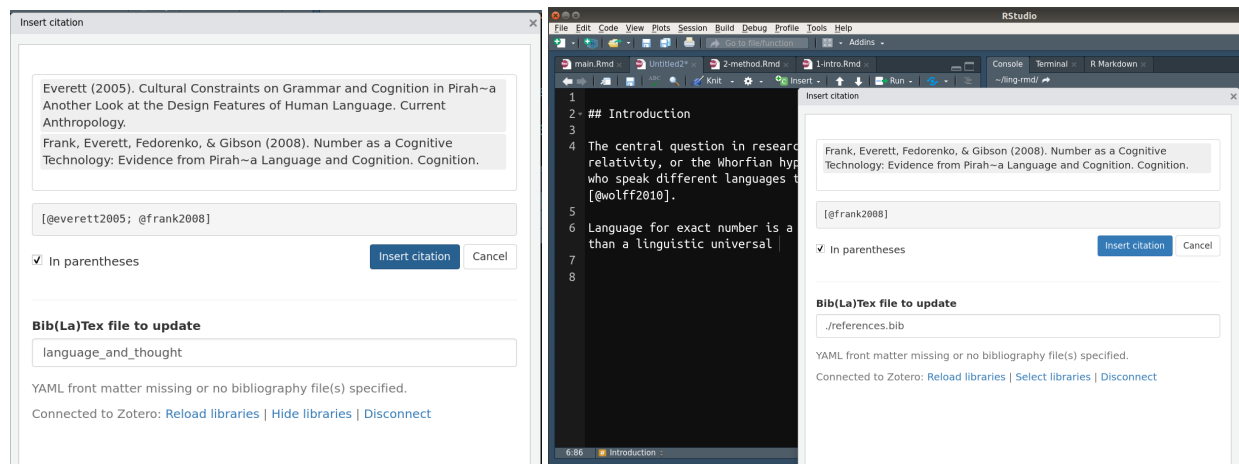 Insert citation ×
Everett (2005). Cultural Constraints on Grammar and Cognition in Pirah~a
Another Look at the Design Features of Human Language. Current
Anthropology.
Frank, Everett, Fedorenko, & Gibson (2008). Number as a Cognitive
Technology: Evidence from Pirah~a Language and Cognition. Cognition.
[@everett2005; @frank2008]
In parentheses
Insert citation Cancel
Bib(La)Tex file to update
language_and_thought
YAML front matter missing or no bibliography file(s) specified.
Connected to Zotero: Reload libraries | Hide libraries | Disconnect
RStudio
File Edit Code View Plots Session Build Debug Profile Tools Help
Go to file/function Addins
main.Rmd × Untitled2* × 2-method.Rmd × 1-intro.Rmd ×
Console Terminal × R Markdown ×
ABC Knit Insert Run
~/ling-rmd/
1
2 ## Introduction
3
4 The central question in researc
relativity, or the Whorfian hyp
who speak different languages t
[@wolff2010].
5
6 Language for exact number is a
than a linguistic universal
7
8
6:86 Introduction :
Insert citation ×
Frank, Everett, Fedorenko, & Gibson (2008). Number as a Cognitive
Technology: Evidence from Pirah~a Language and Cognition. Cognition.
[@frank2008]
In parentheses
Insert citation Cancel
Bib(La)Tex file to update
./references.bib
YAML front matter missing or no bibliography file(s) specified.
Connected to Zotero: Reload libraries | Select libraries | Disconnect